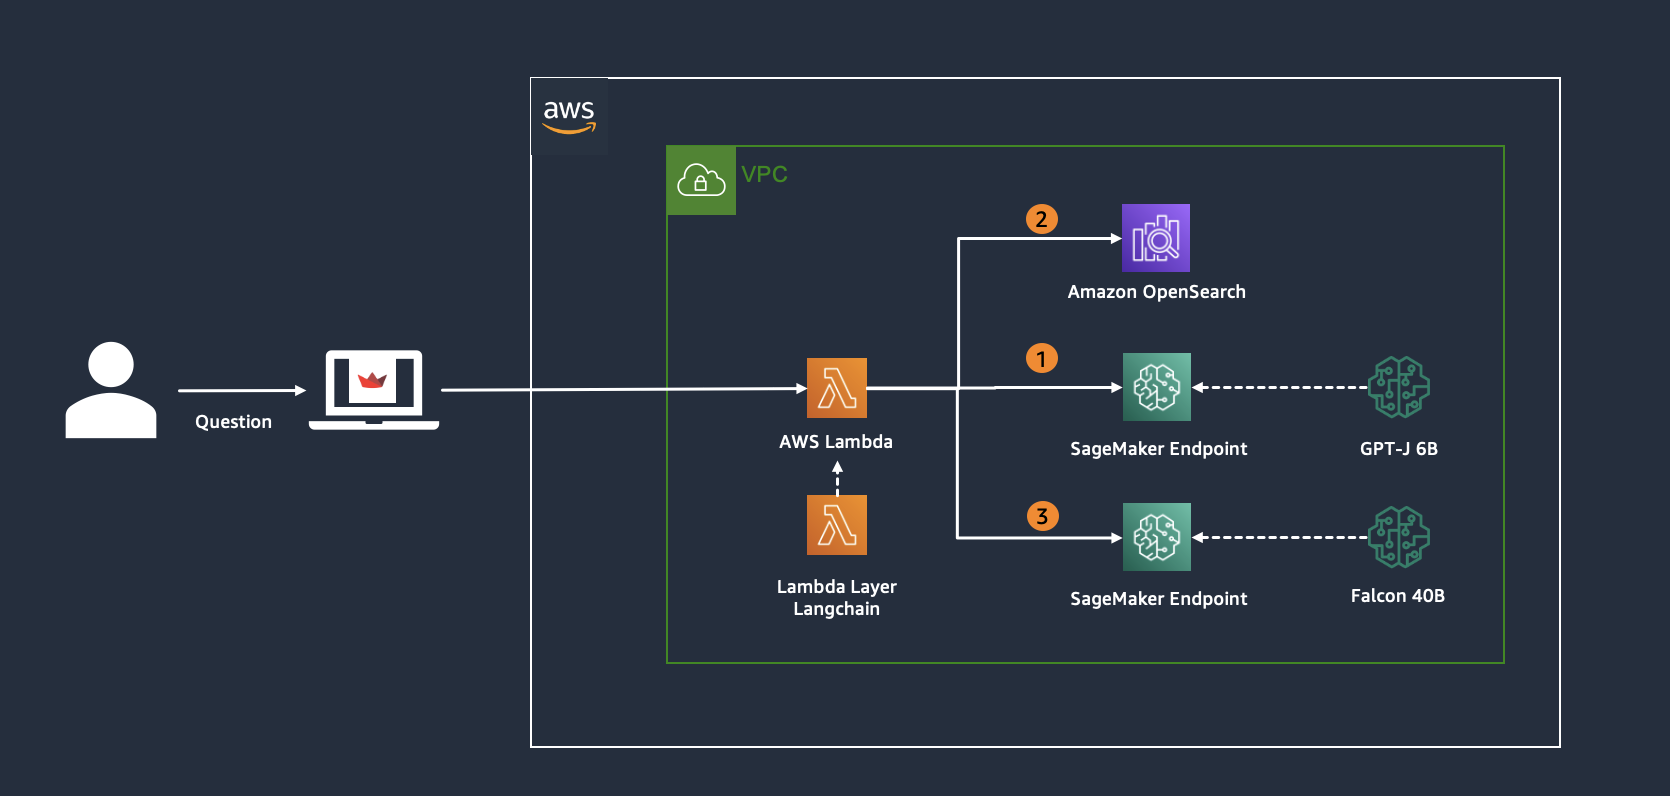 aws
VPC
2
Amazon OpenSearch
1
Question
AWS Lambda
SageMaker Endpoint
GPT-J 6B
3
Lambda Layer
Langchain
SageMaker Endpoint
Falcon 40B